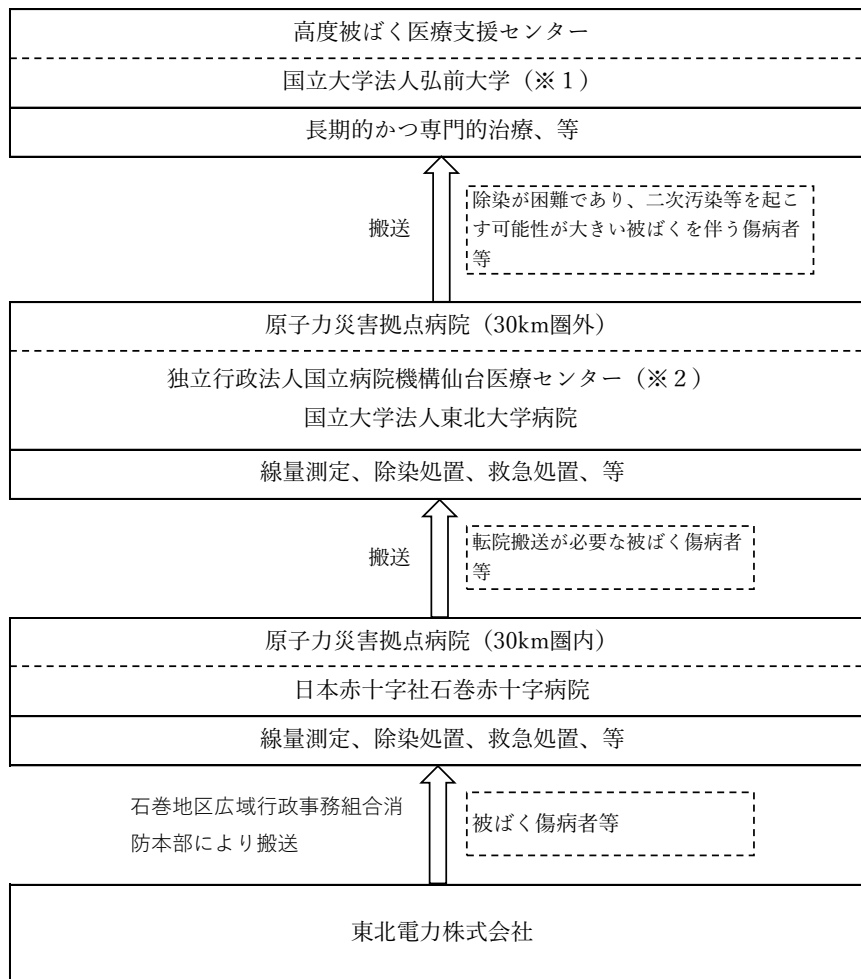 高度被ばく医療支援センター
国立大学法人弘前大学（※１）
長期的かつ専門的治療、等
搬送
除染が困難であり、二次汚染等を起こ
す可能性が大きい被ばくを伴う傷病者
等
原子力災害拠点病院（30km圏外）
独立行政法人国立病院機構仙台医療センター（※２）
国立大学法人東北大学病院
線量測定、除染処置、救急処置、等
搬送
転院搬送が必要な被ばく傷病者
等
原子力災害拠点病院（30km圏内）
日本赤十字社石巻赤十字病院
線量測定、除染処置、救急処置、等
石巻地区広域行政事務組合消
防本部により搬送
被ばく傷病者等
東北電力株式会社